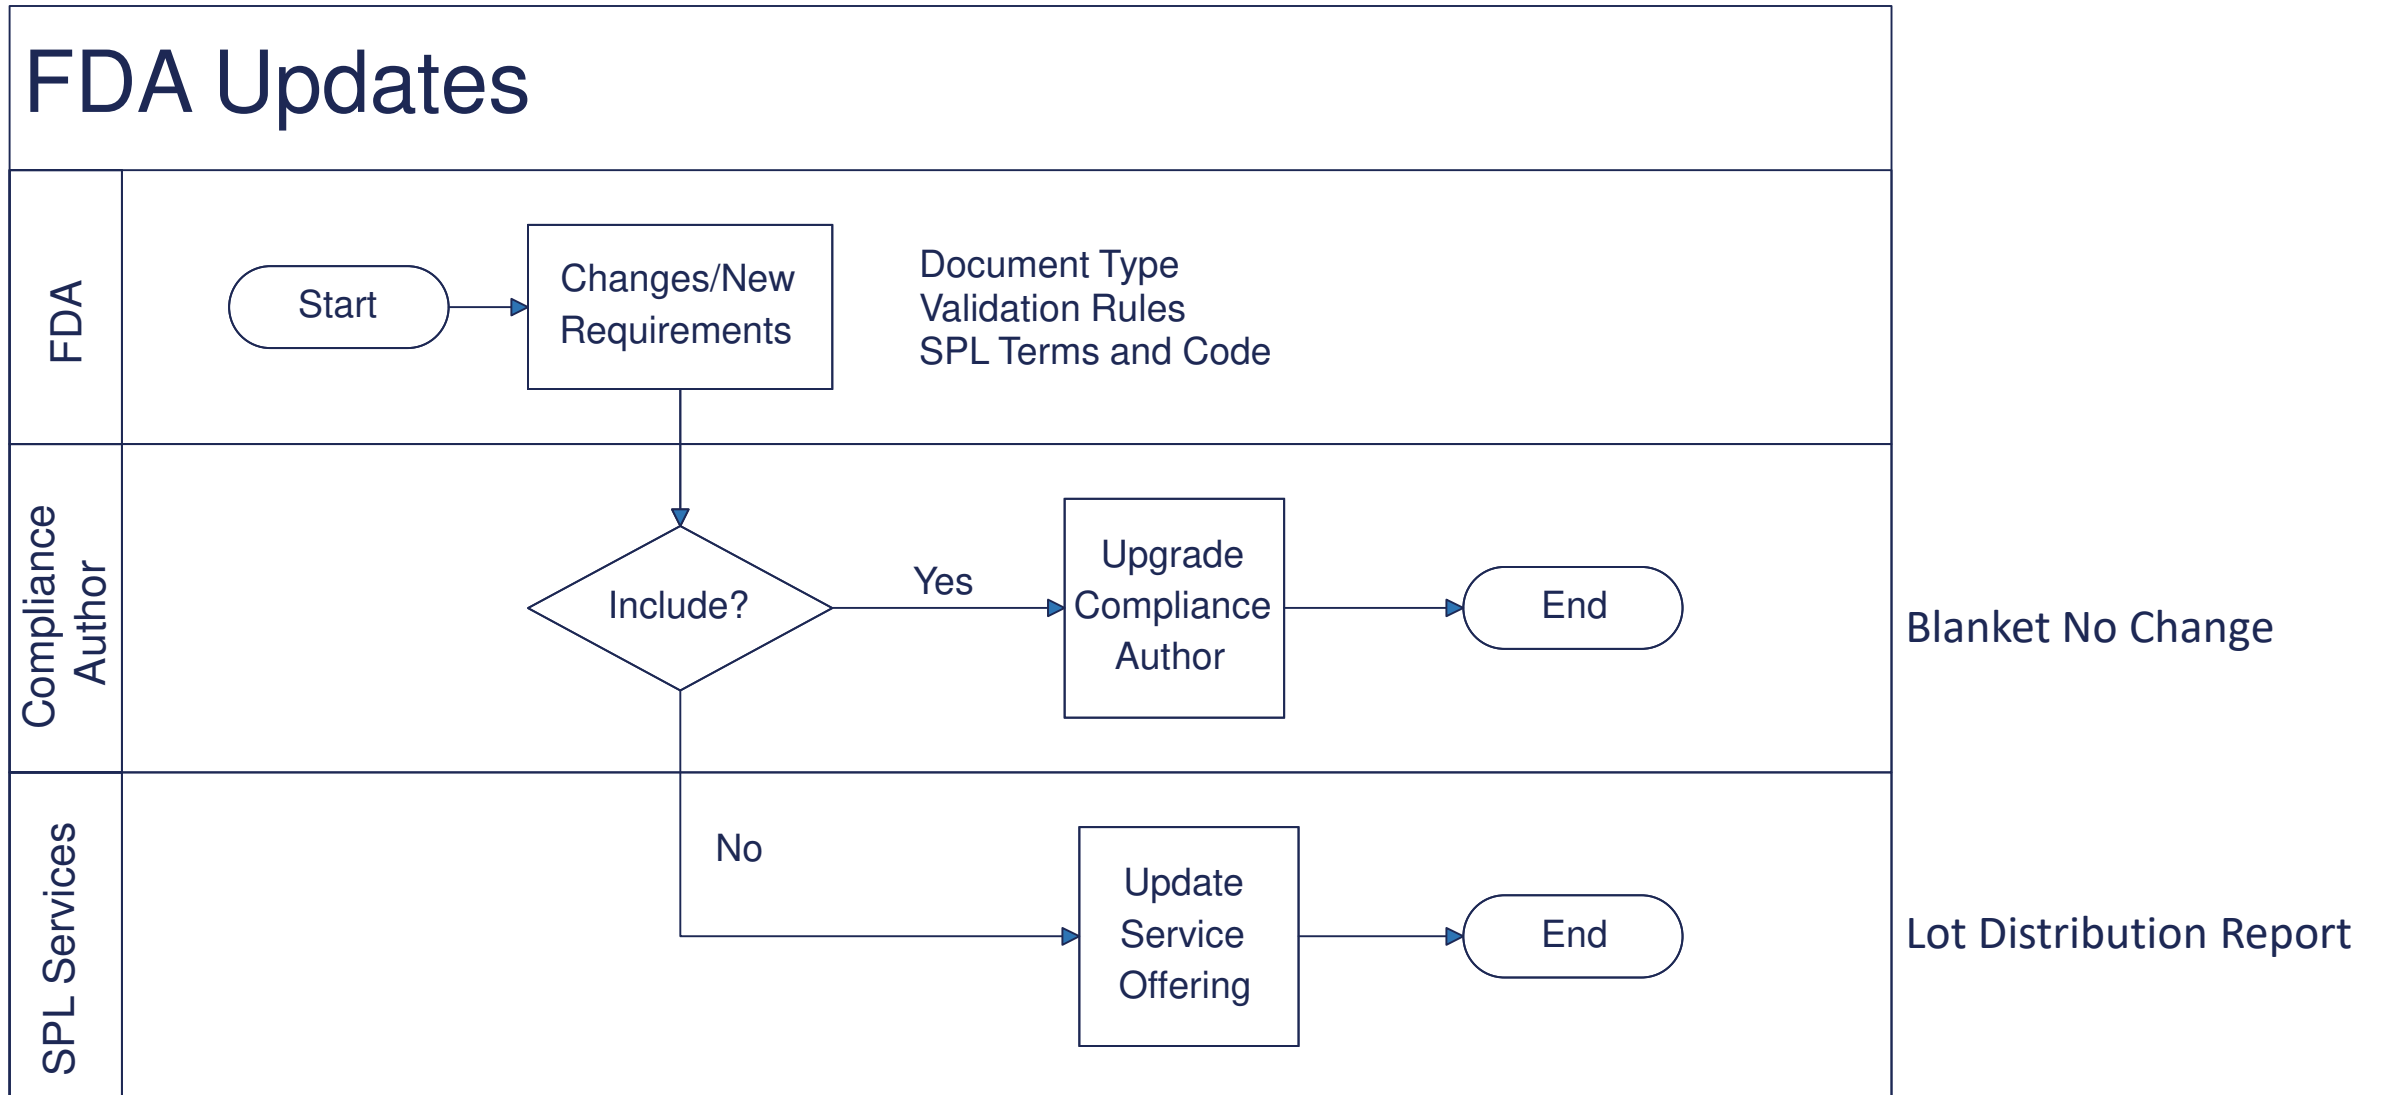 FDA Updates
FDA
Start
Changes/New
Requirements
Document Type
Validation Rules
SPL Terms and Code
Compliance
Author
Include?
Yes
Upgrade
Compliance
Author
End
Blanket No Change
SPL Services
No
Update
Service
Offering
End
Lot Distribution Report